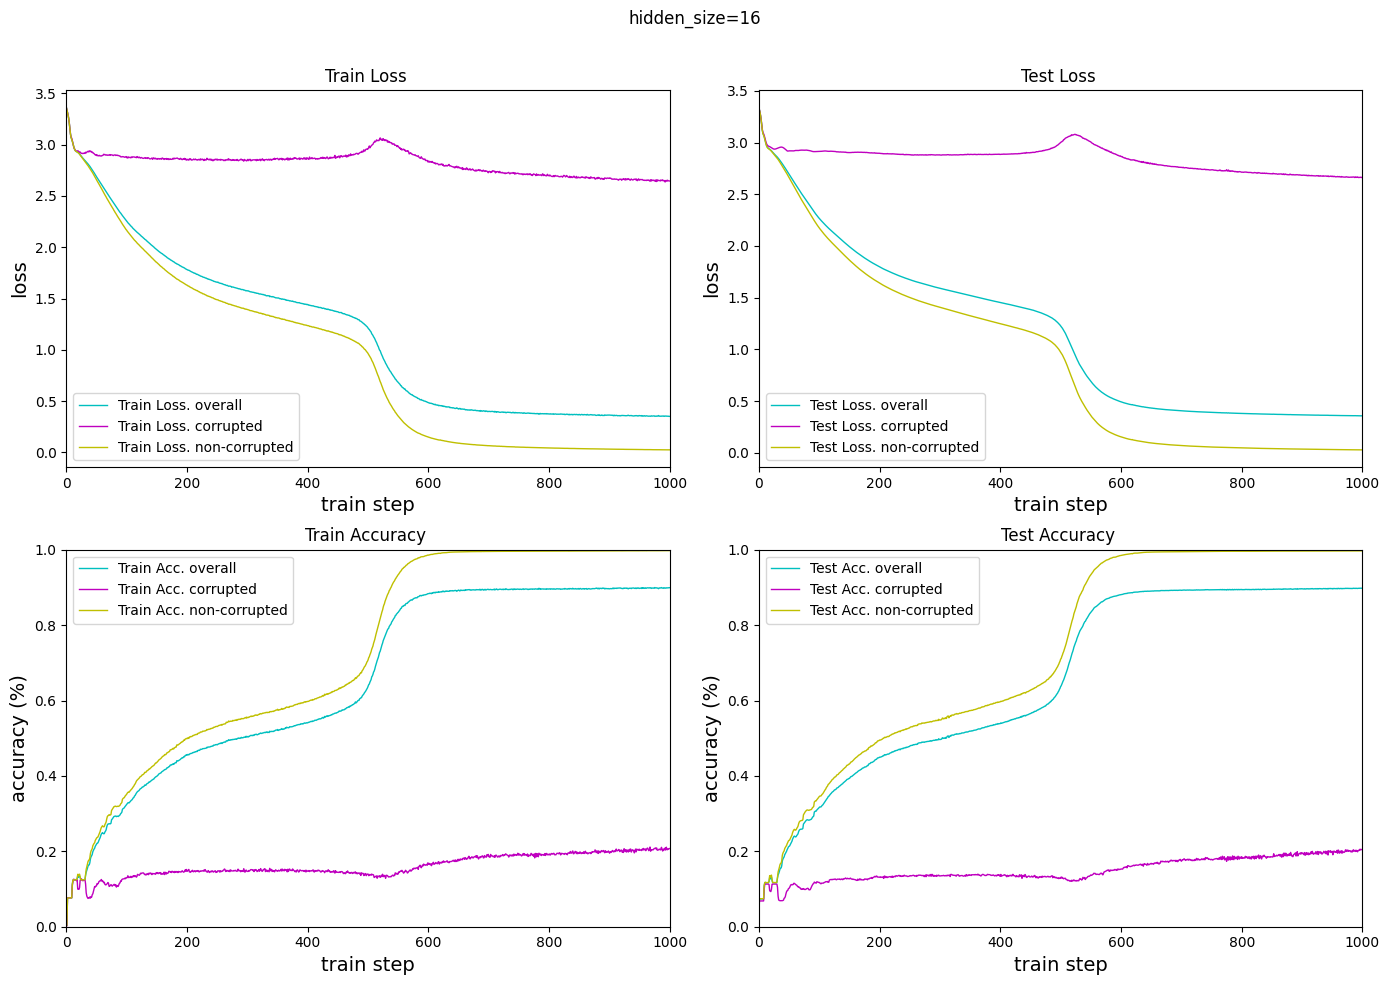 hidden_size=16
Train Loss
3.5
3.0
2.5
2.0
1.5
1.0
0.5
0.0
loss
Train Loss. overall
Train Loss. corrupted
Train Loss. non-corrupted
0 200 400 600 800 1000
train step
Test Loss
3.5
3.0
2.5
2.0
1.5
1.0
0.5
0.0
loss
Test Loss. overall
Test Loss. corrupted
Test Loss. non-corrupted
0 200 400 600 800 1000
train step
Train Accuracy
1.0
0.8
0.6
0.4
0.2
0.0
accuracy (%)
Train Acc. overall
Train Acc. corrupted
Train Acc. non-corrupted
0 200 400 600 800 1000
train step
Test Accuracy
1.0
0.8
0.6
0.4
0.2
0.0
accuracy (%)
Test Acc. overall
Test Acc. corrupted
Test Acc. non-corrupted
0 200 400 600 800 1000
train step